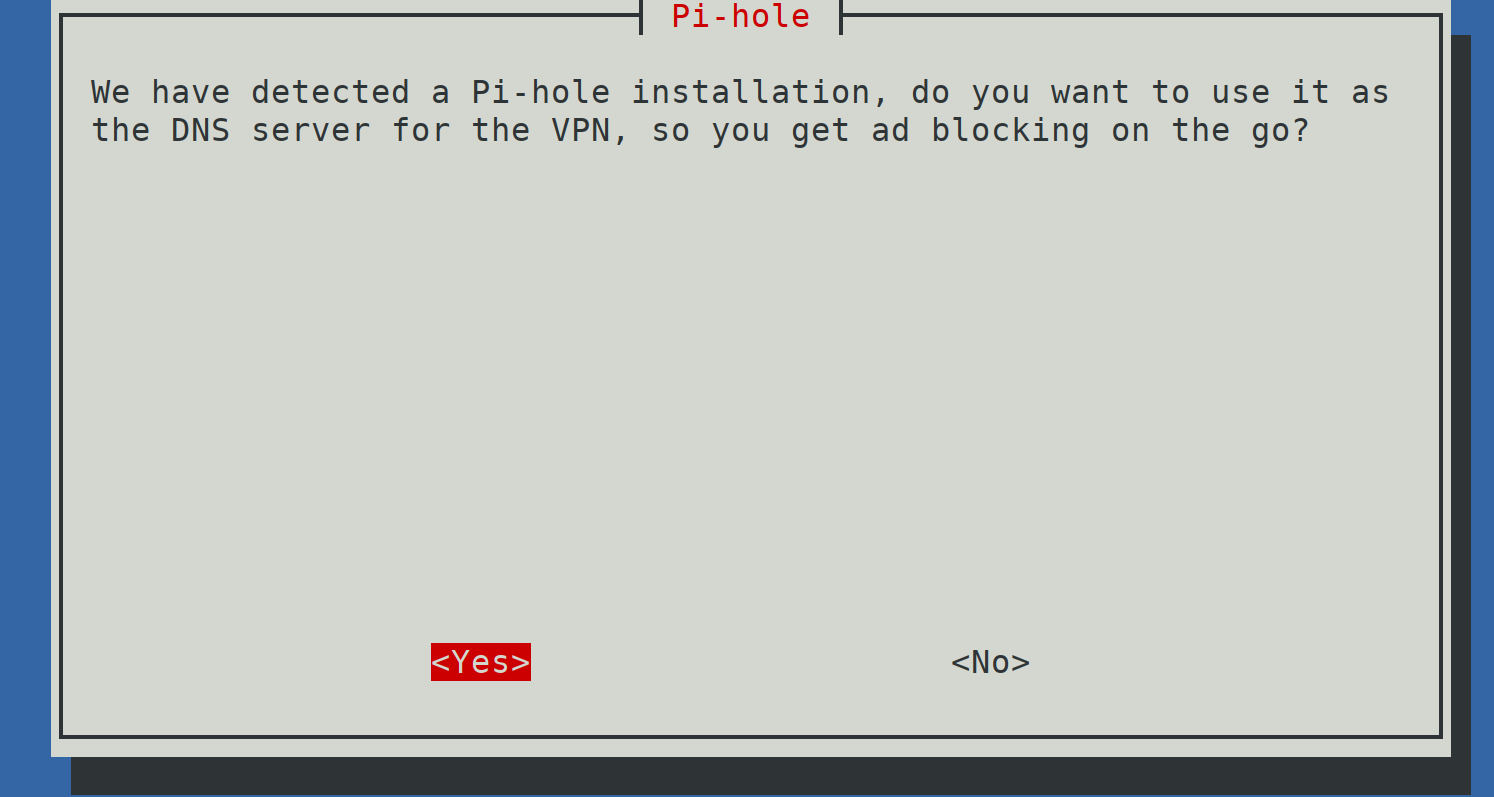 Pi-hole
We have detected a Pi-hole installation, do you want to use it as
the DNS server for the VPN, so you get ad blocking on the go?
<Yes> <No>